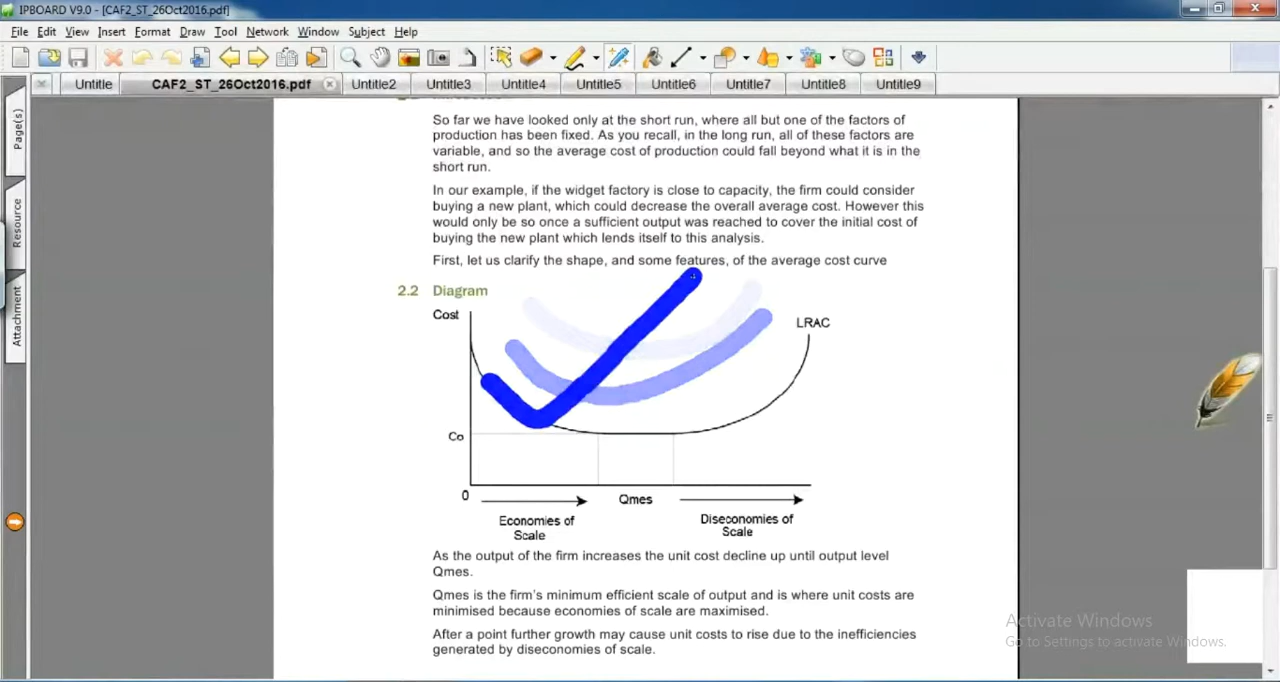 IPBOARD V9.0 - [CAF2_ST_26Oct2016.pdf]
File Edit View Insert Format Draw Tool Network Window Subject Help
Untitle CAF2_ST_26Oct2016.pdf Untitle2 Untitle3 Untitle4 Untitle5 Untitle6 Untitle7 Untitle8 Untitle9
Page(s)
Resource
Attachment
So far we have looked only at the short run, where all but one of the factors of
production has been fixed. As you recall, in the long run, all of these factors are
variable, and so the average cost of production could fall beyond what it is in the
short run.
In our example, if the widget factory is close to capacity, the firm could consider
buying a new plant, which could decrease the overall average cost. However this
would only be so once a sufficient output was reached to cover the initial cost of
buying the new plant which lends itself to this analysis.
First, let us clarify the shape, and some features, of the average cost curve
2.2 Diagram
Cost
LRAC
Co
0
Qmes
Economies of
Scale
Diseconomies of
Scale
As the output of the firm increases the unit cost decline up until output level
Qmes.
Qmes is the firm's minimum efficient scale of output and is where unit costs are
minimised because economies of scale are maximised.
After a point further growth may cause unit costs to rise due to the inefficiencies
generated by diseconomies of scale.
Activate Windows
Go to Settings to activate Windows.